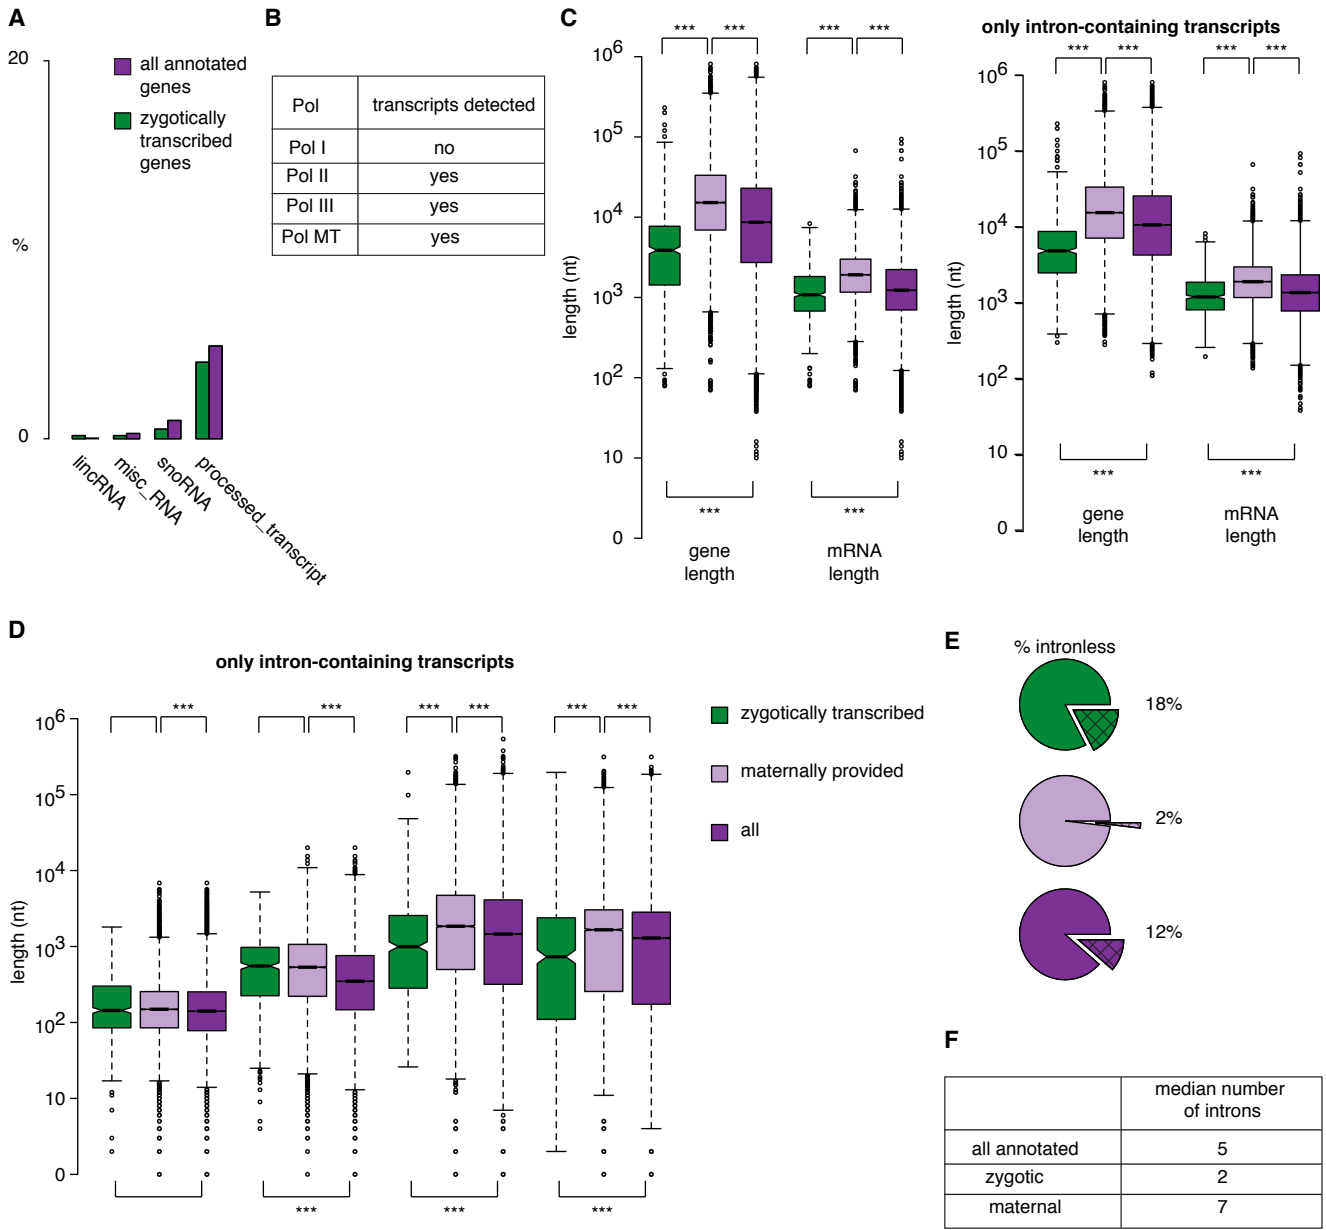 A
20
all annotated
genes
zygotically
transcribed
genes
%
0
lincRNA
misc_RNA
snoRNA
processed_transcript
B
Pol transcripts detected
Pol I no
Pol II yes
Pol III yes
Pol MT yes
C
*** *** *** ***
10^6
10^5
10^4
10^3
10^2
10
0
length (nt)
*** ***
gene
length
mRNA
length
only intron-containing transcripts
*** *** *** ***
10^6
10^5
10^4
10^3
10^2
10
0
length (nt)
*** ***
gene
length
mRNA
length
D
only intron-containing transcripts
*** *** *** *** *** ***
10^6
10^5
10^4
10^3
10^2
10
0
length (nt)
*** *** ***
zygotically transcribed
maternally provided
all
E
% intronless
18%
2%
12%
F
median number
of introns
all annotated 5
zygotic 2
maternal 7